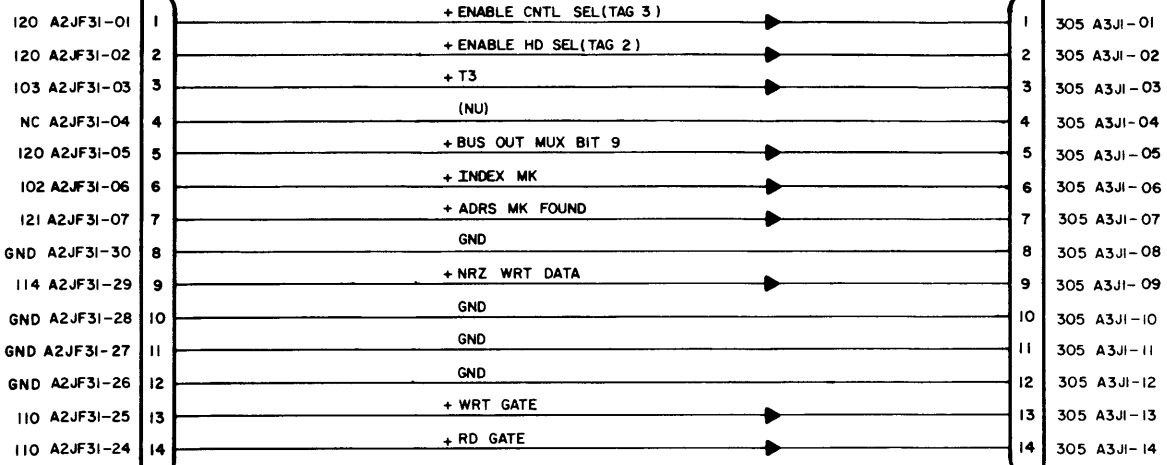 120 A2JF31-01 1 + ENABLE CNTL SEL(TAG 3) 1 305 A3J1-01
120 A2JF31-02 2 + ENABLE HD SEL(TAG 2) 2 305 A3J1-02
103 A2JF31-03 3 + T3 3 305 A3J1-03
NC A2JF31-04 4 (NU) 4 305 A3J1-04
120 A2JF31-05 5 + BUS OUT MUX BIT 9 5 305 A3J1-05
102 A2JF31-06 6 + INDEX MK 6 305 A3J1-06
121 A2JF31-07 7 + ADRS MK FOUND 7 305 A3J1-07
GND A2JF31-30 8 GND 8 305 A3J1-08
114 A2JF31-29 9 + NRZ WRT DATA 9 305 A3J1-09
GND A2JF31-28 10 GND 10 305 A3J1-10
GND A2JF31-27 11 GND 11 305 A3J1-11
GND A2JF31-26 12 GND 12 305 A3J1-12
110 A2JF31-25 13 + WRT GATE 13 305 A3J1-13
110 A2JF31-24 14 + RD GATE 14 305 A3J1-14